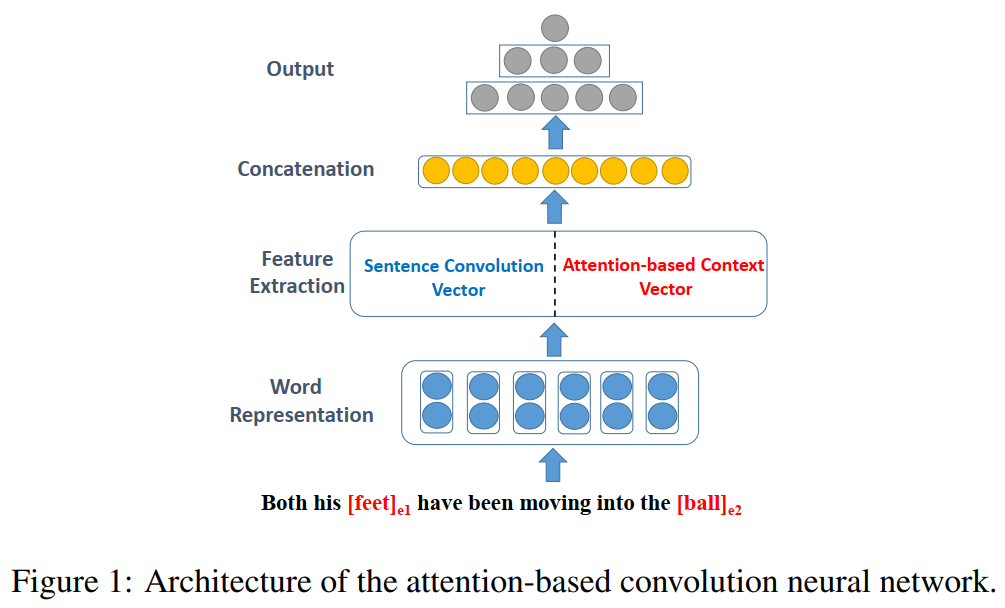 Output
Concatenation
Feature
Extraction
Sentence Convolution
Vector
Attention-based Context
Vector
Word
Representation
Both his [feet]e1 have been moving into the [ball]e2
Figure 1: Architecture of the attention-based convolution neural network.